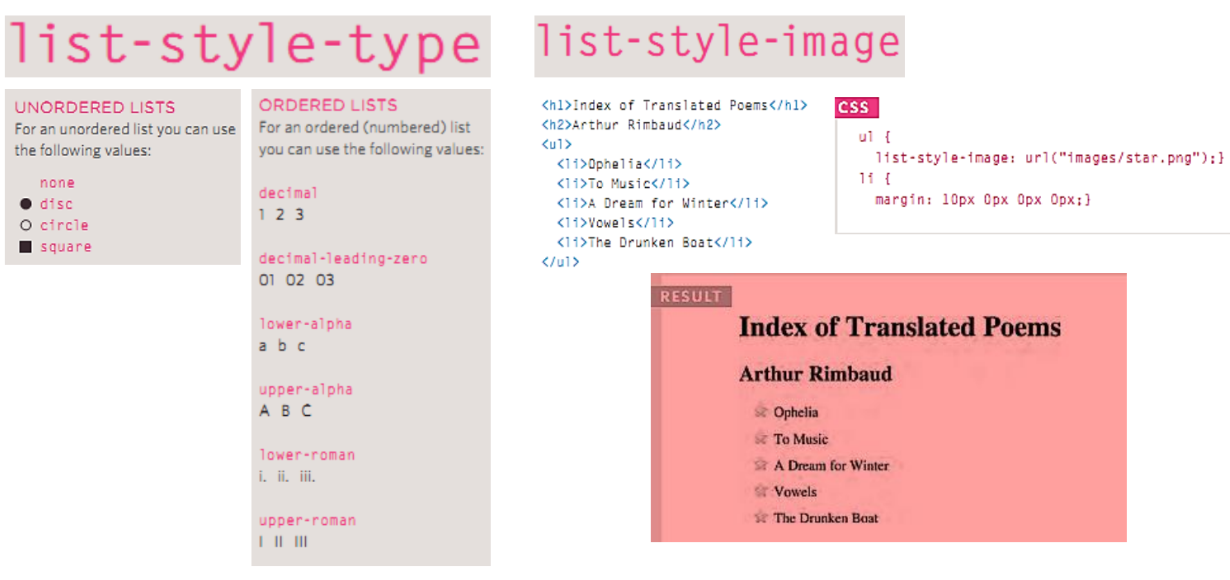 list-style-type
UNORDERED LISTS
For an unordered list you can use
the following values:
none
disc
circle
square
ORDERED LISTS
For an ordered (numbered) list
you can use the following values:
decimal
1 2 3
decimal-leading-zero
01 02 03
lower-alpha
a b c
upper-alpha
A B C
lower-roman
i. ii. iii.
upper-roman
I II III
list-style-image
<h1>Index of Translated Poems</h1>
<h2>Arthur Rimbaud</h2>
<ul>
<li>Ophelia</li>
<li>To Music</li>
<li>A Dream for Winter</li>
<li>Vowels</li>
<li>The Drunken Boat</li>
</ul>
CSS
ul {
list-style-image: url("images/star.png");}
li {
margin: 10px 0px 0px 0px;}
RESULT
Index of Translated Poems
Arthur Rimbaud
Ophelia
To Music
A Dream for Winter
Vowels
The Drunken Boat